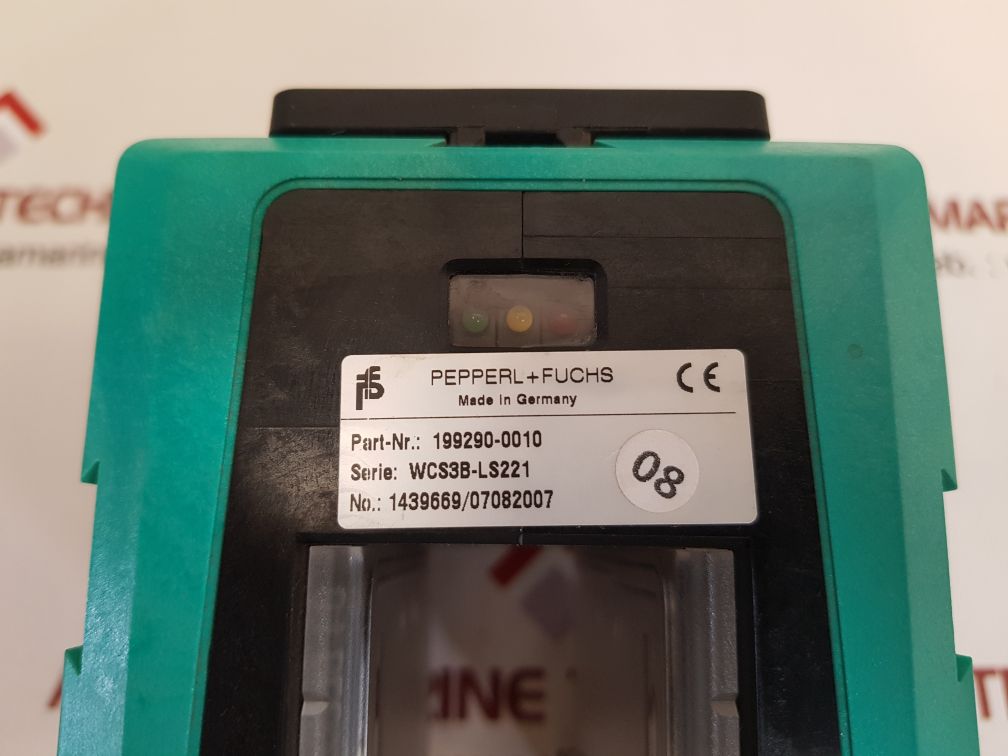 PEPPERL+FUCHS
Made in Germany
CE
Part-Nr.: 199290-0010
Serie: WCS3B-LS221
No.: 1439669/07082007
08